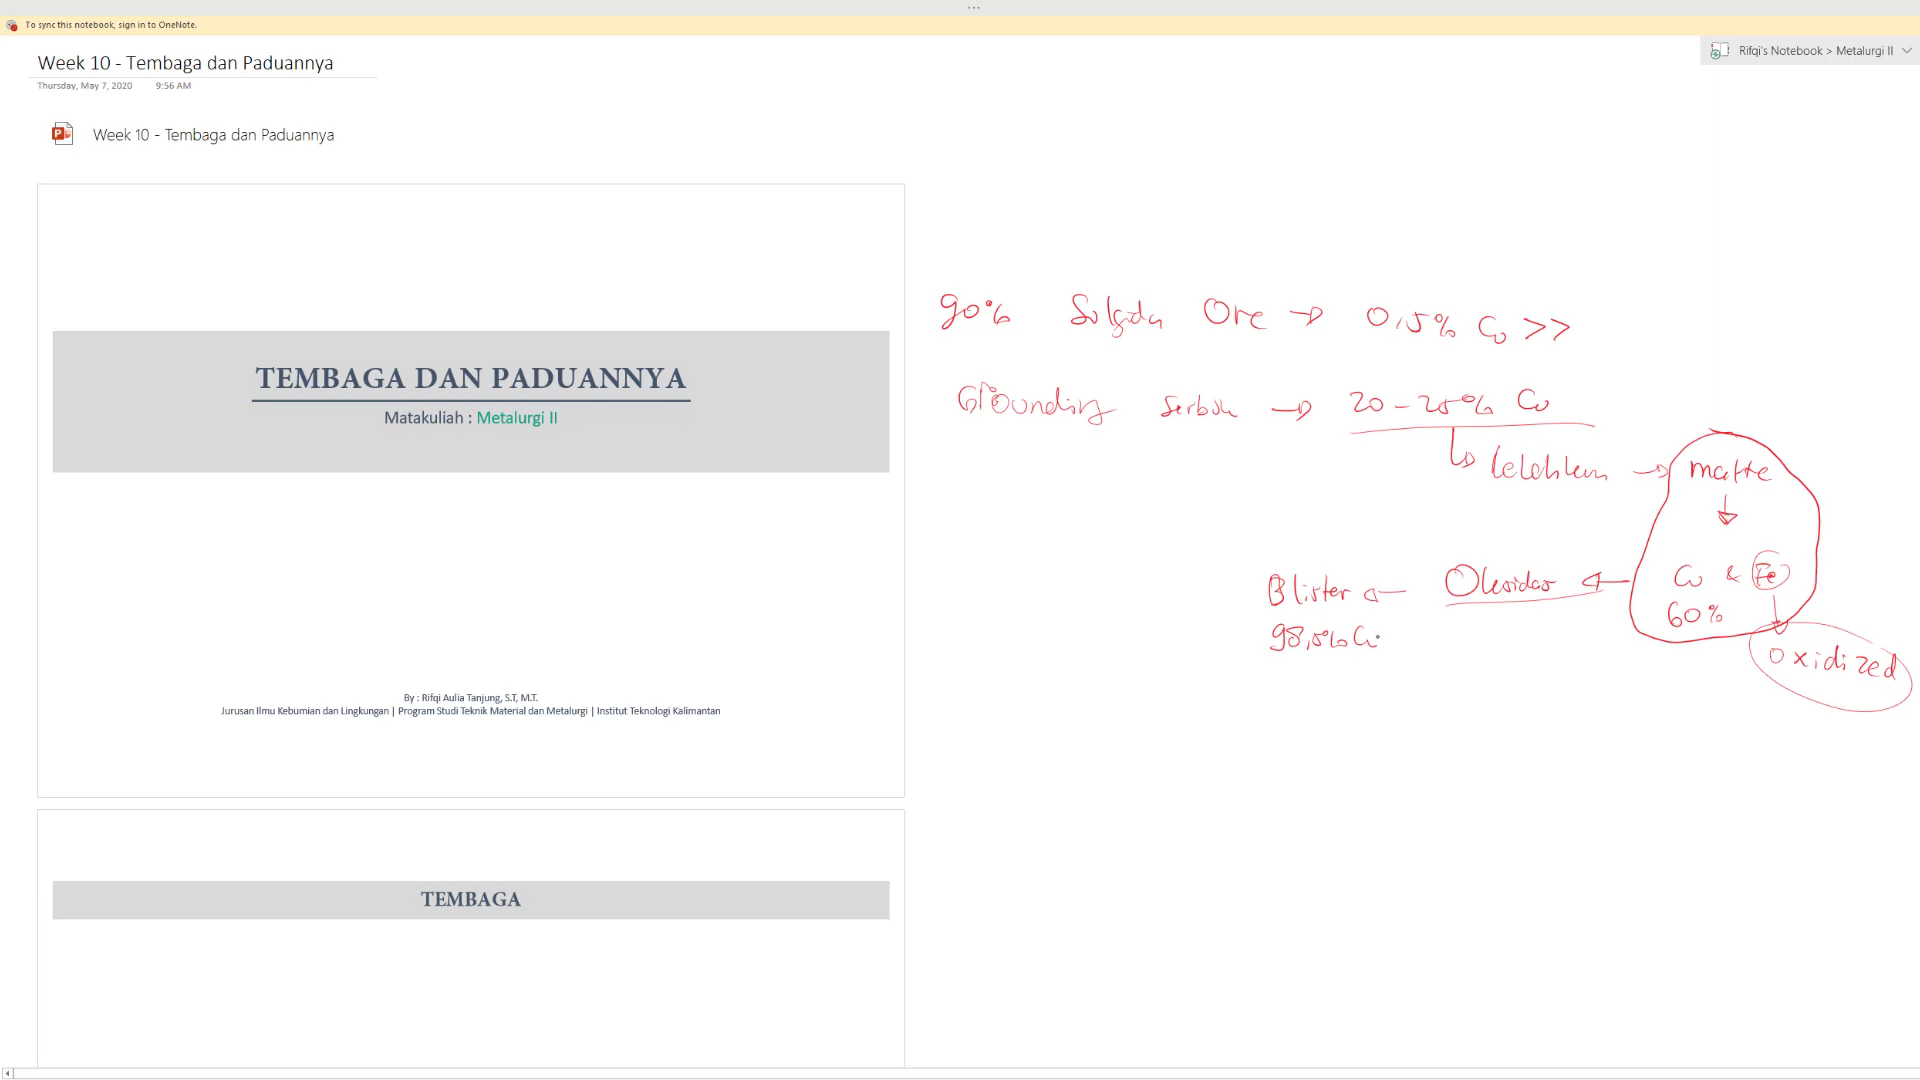 To sync this notebook, sign in to OneNote.
Week 10 - Tembaga dan Paduannya
Rifqi's Notebook > Metalurgi II
Thursday, May 7, 2020 9:56 AM
Week 10 - Tembaga dan Paduannya
TEMBAGA DAN PADUANNYA
Matakuliah : Metalurgi II
By : Rifqi Aulia Tanjung, S.T, M.T.
Jurusan Ilmu Kebumian dan Lingkungan | Program Studi Teknik Material dan Metalurgi | Institut Teknologi Kalimantan
TEMBAGA
90% Sulfida Ore → 0,5% Cu >>
Grounding Serbuk → 20 - 25% Cu
Lelehkan → matte
Cu & Fe
60%
oxidized
Oksidasi
Blister
98,5% Cu